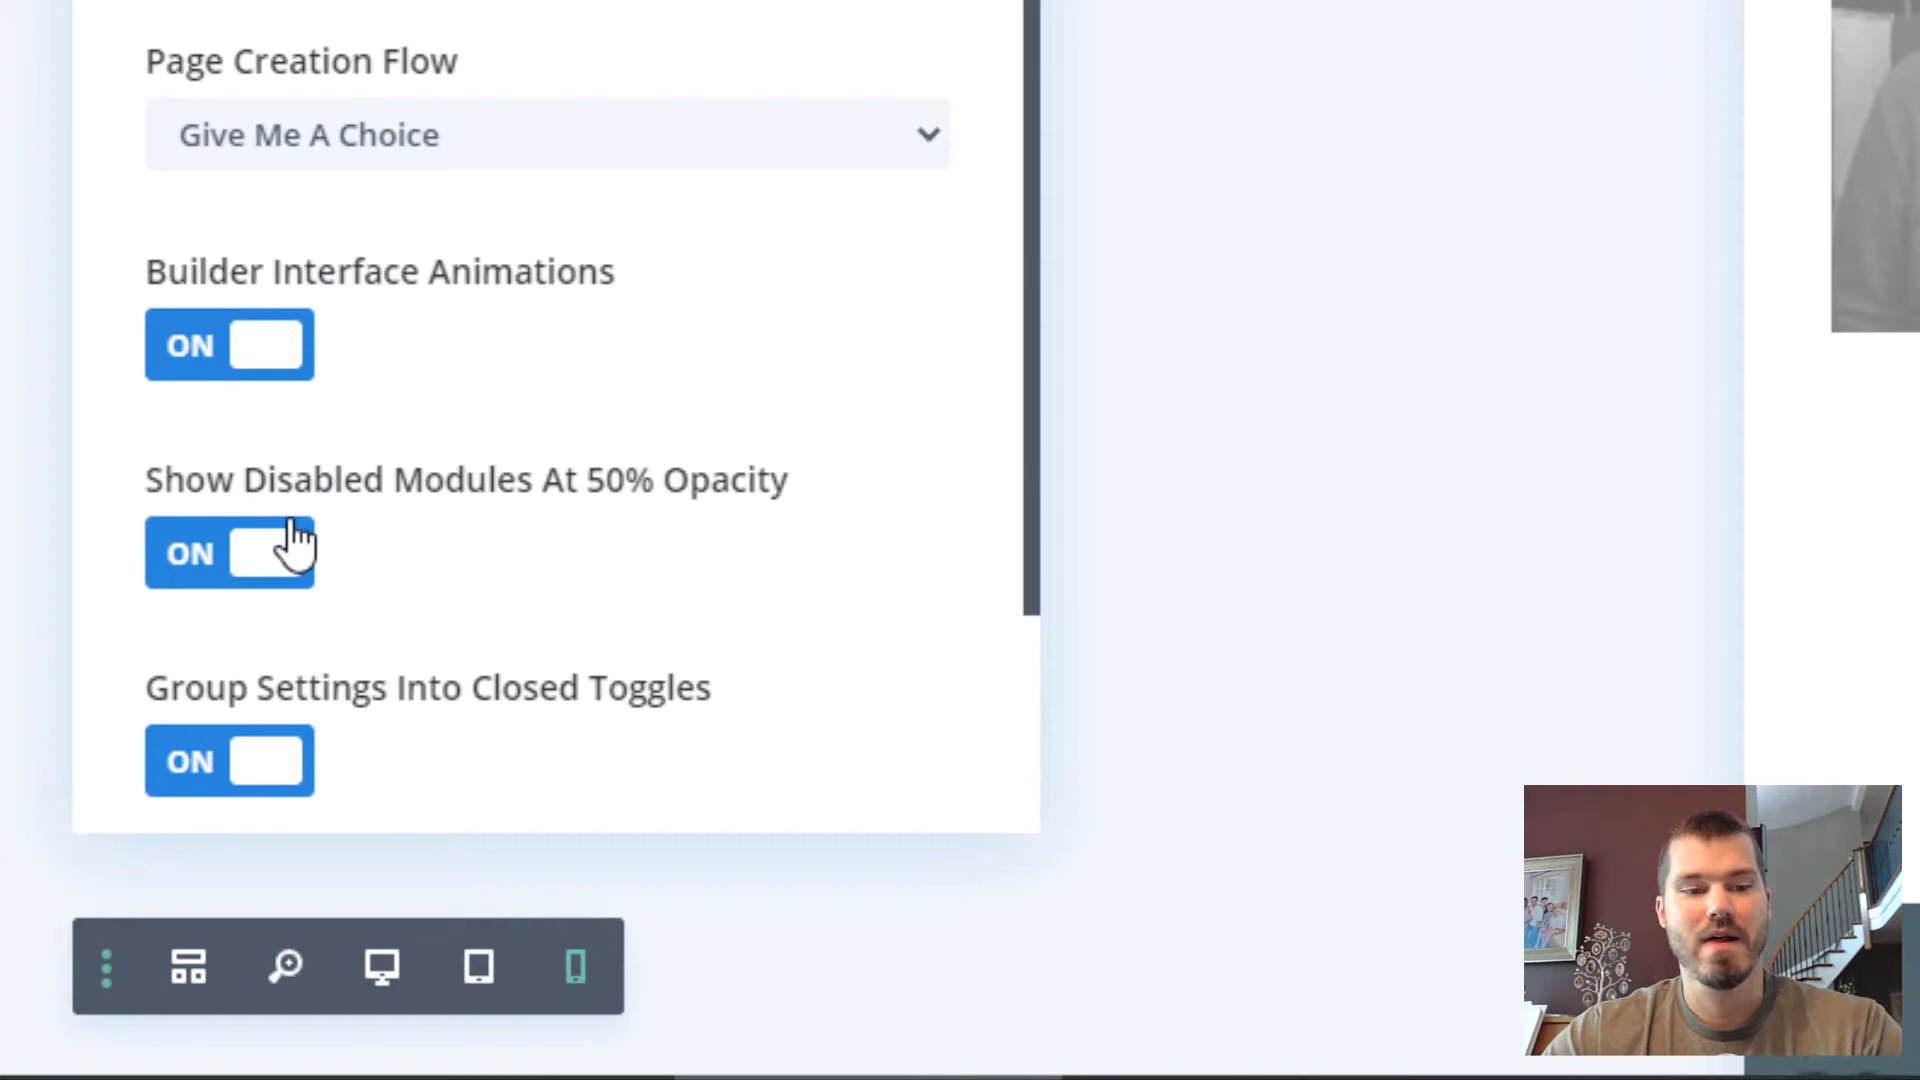 Page Creation Flow
Give Me A Choice
Builder Interface Animations
ON
Show Disabled Modules At 50% Opacity
ON
Group Settings Into Closed Toggles
ON